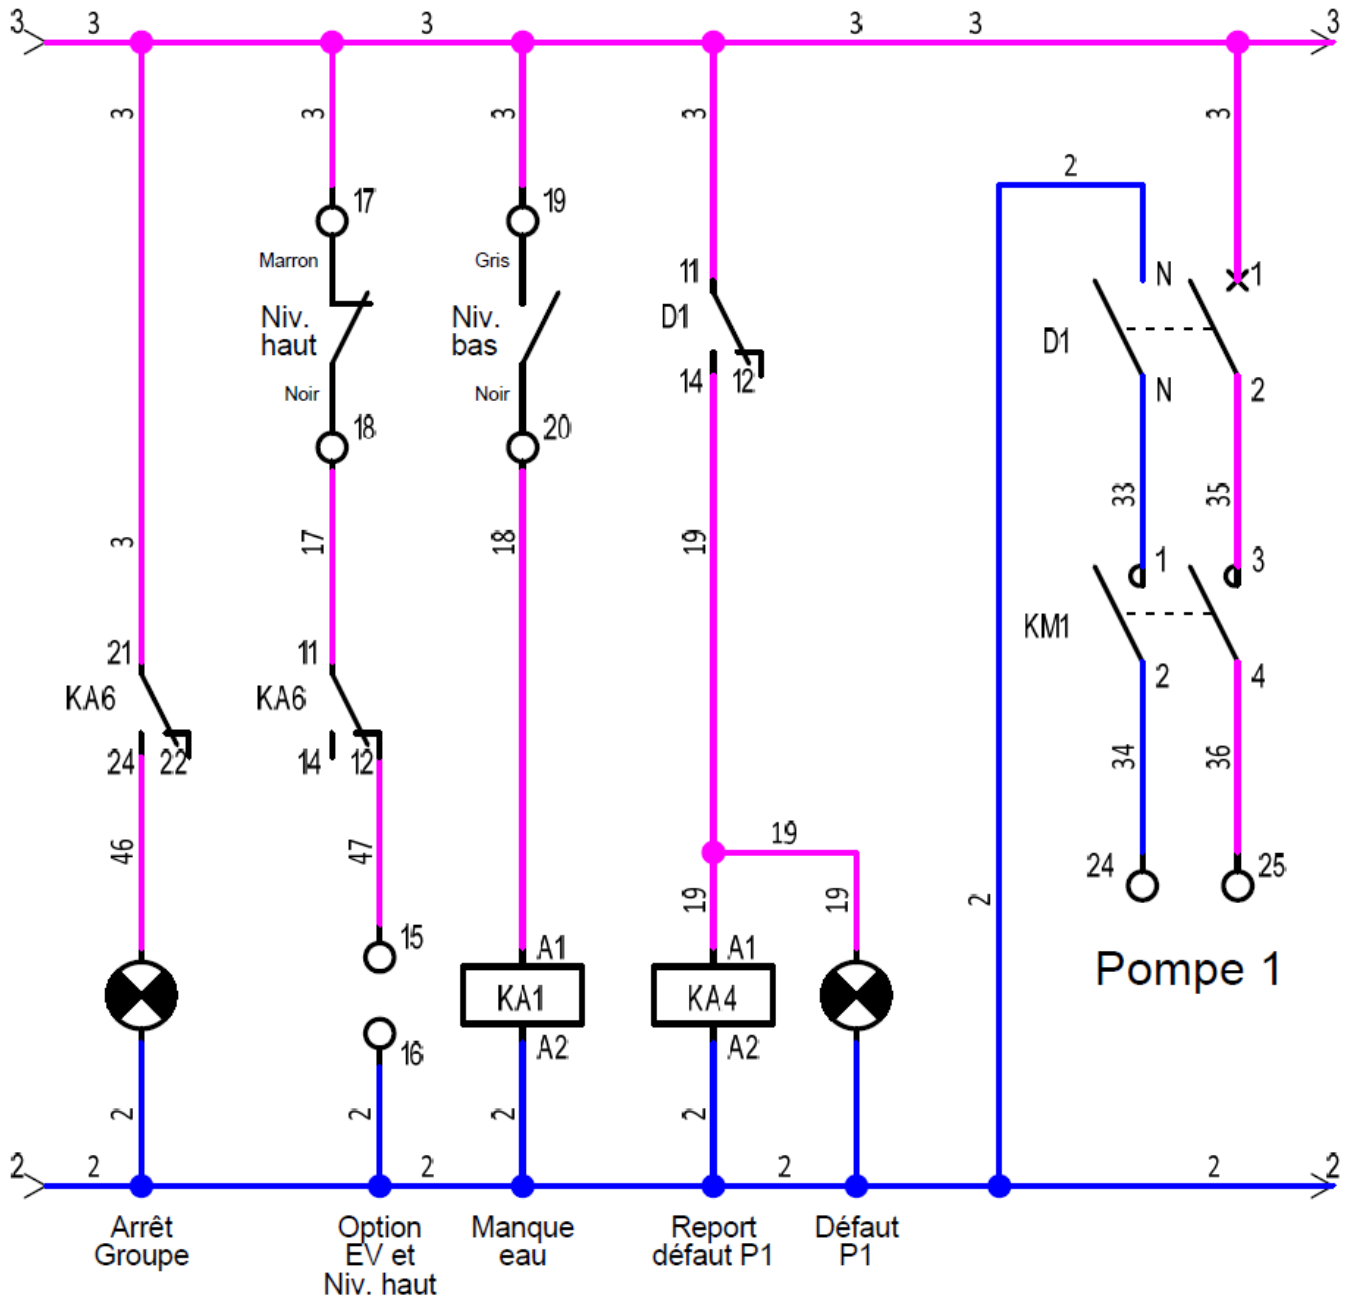 3 3 3 3 3 3
3 3 3 3 3
2
17 19
Marron Gris
11 N 1
Niv. haut
Niv. bas
D1 D1
14 12 N 2
Noir Noir
18 20
33 35
3 17 18 19
1 3
KM1
21 11
2 4
KA6 KA6
24 22 14 12
34 36
46 47
19
24 25
19 19
2
15 A1 A1
Pompe 1
KA1 KA4
16 A2 A2
2 2 2 2
2 2 2 2 2 2
Arrêt
Groupe
Option
EV et
Niv. haut
Manque
eau
Report
défaut P1
Défaut
P1